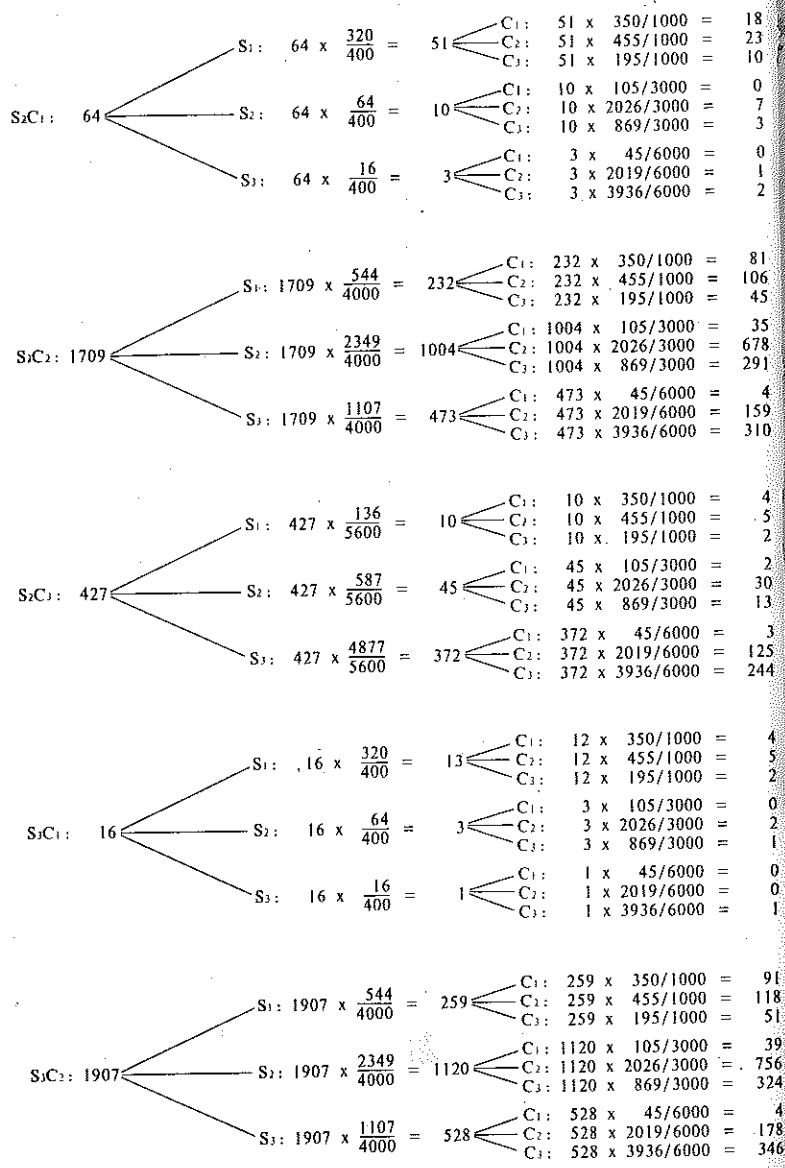 C₁: 51 x 350/1000 = 18
S₁: 64 x 320/400 = 51 C₂: 51 x 455/1000 = 23
C₃: 51 x 195/1000 = 10
C₁: 10 x 105/3000 = 0
S₂C₁: 64 S₂: 64 x 64/400 = 10 C₂: 10 x 2026/3000 = 7
C₃: 10 x 869/3000 = 3
C₁: 3 x 45/6000 = 0
S₃: 64 x 16/400 = 3 C₂: 3 x 2019/6000 = 1
C₃: 3 x 3936/6000 = 2
C₁: 232 x 350/1000 = 81
S₁: 1709 x 544/4000 = 232 C₂: 232 x 455/1000 = 106
C₃: 232 x 195/1000 = 45
C₁: 1004 x 105/3000 = 35
S₂C₂: 1709 S₂: 1709 x 2349/4000 = 1004 C₂: 1004 x 2026/3000 = 678
C₃: 1004 x 869/3000 = 291
C₁: 473 x 45/6000 = 4
S₃: 1709 x 1107/4000 = 473 C₂: 473 x 2019/6000 = 159
C₃: 473 x 3936/6000 = 310
C₁: 10 x 350/1000 = 4
S₁: 427 x 136/5600 = 10 C₂: 10 x 455/1000 = 5
C₃: 10 x 195/1000 = 2
C₁: 45 x 105/3000 = 2
S₂C₃: 427 S₂: 427 x 587/5600 = 45 C₂: 45 x 2026/3000 = 30
C₃: 45 x 869/3000 = 13
C₁: 372 x 45/6000 = 3
S₃: 427 x 4877/5600 = 372 C₂: 372 x 2019/6000 = 125
C₃: 372 x 3936/6000 = 244
C₁: 12 x 350/1000 = 4
S₁: 16 x 320/400 = 13 C₂: 12 x 455/1000 = 5
C₃: 12 x 195/1000 = 2
C₁: 3 x 105/3000 = 0
S₃C₁: 16 S₂: 16 x 64/400 = 3 C₂: 3 x 2026/3000 = 2
C₃: 3 x 869/3000 = 1
C₁: 1 x 45/6000 = 0
S₃: 16 x 16/400 = 1 C₂: 1 x 2019/6000 = 0
C₃: 1 x 3936/6000 = 1
C₁: 259 x 350/1000 = 91
S₁: 1907 x 544/4000 = 259 C₂: 259 x 455/1000 = 118
C₃: 259 x 195/1000 = 51
C₁: 1120 x 105/3000 = 39
S₃C₂: 1907 S₂: 1907 x 2349/4000 = 1120 C₂: 1120 x 2026/3000 = 756
C₃: 1120 x 869/3000 = 324
C₁: 528 x 45/6000 = 4
S₃: 1907 x 1107/4000 = 528 C₂: 528 x 2019/6000 = 178
C₃: 528 x 3936/6000 = 346